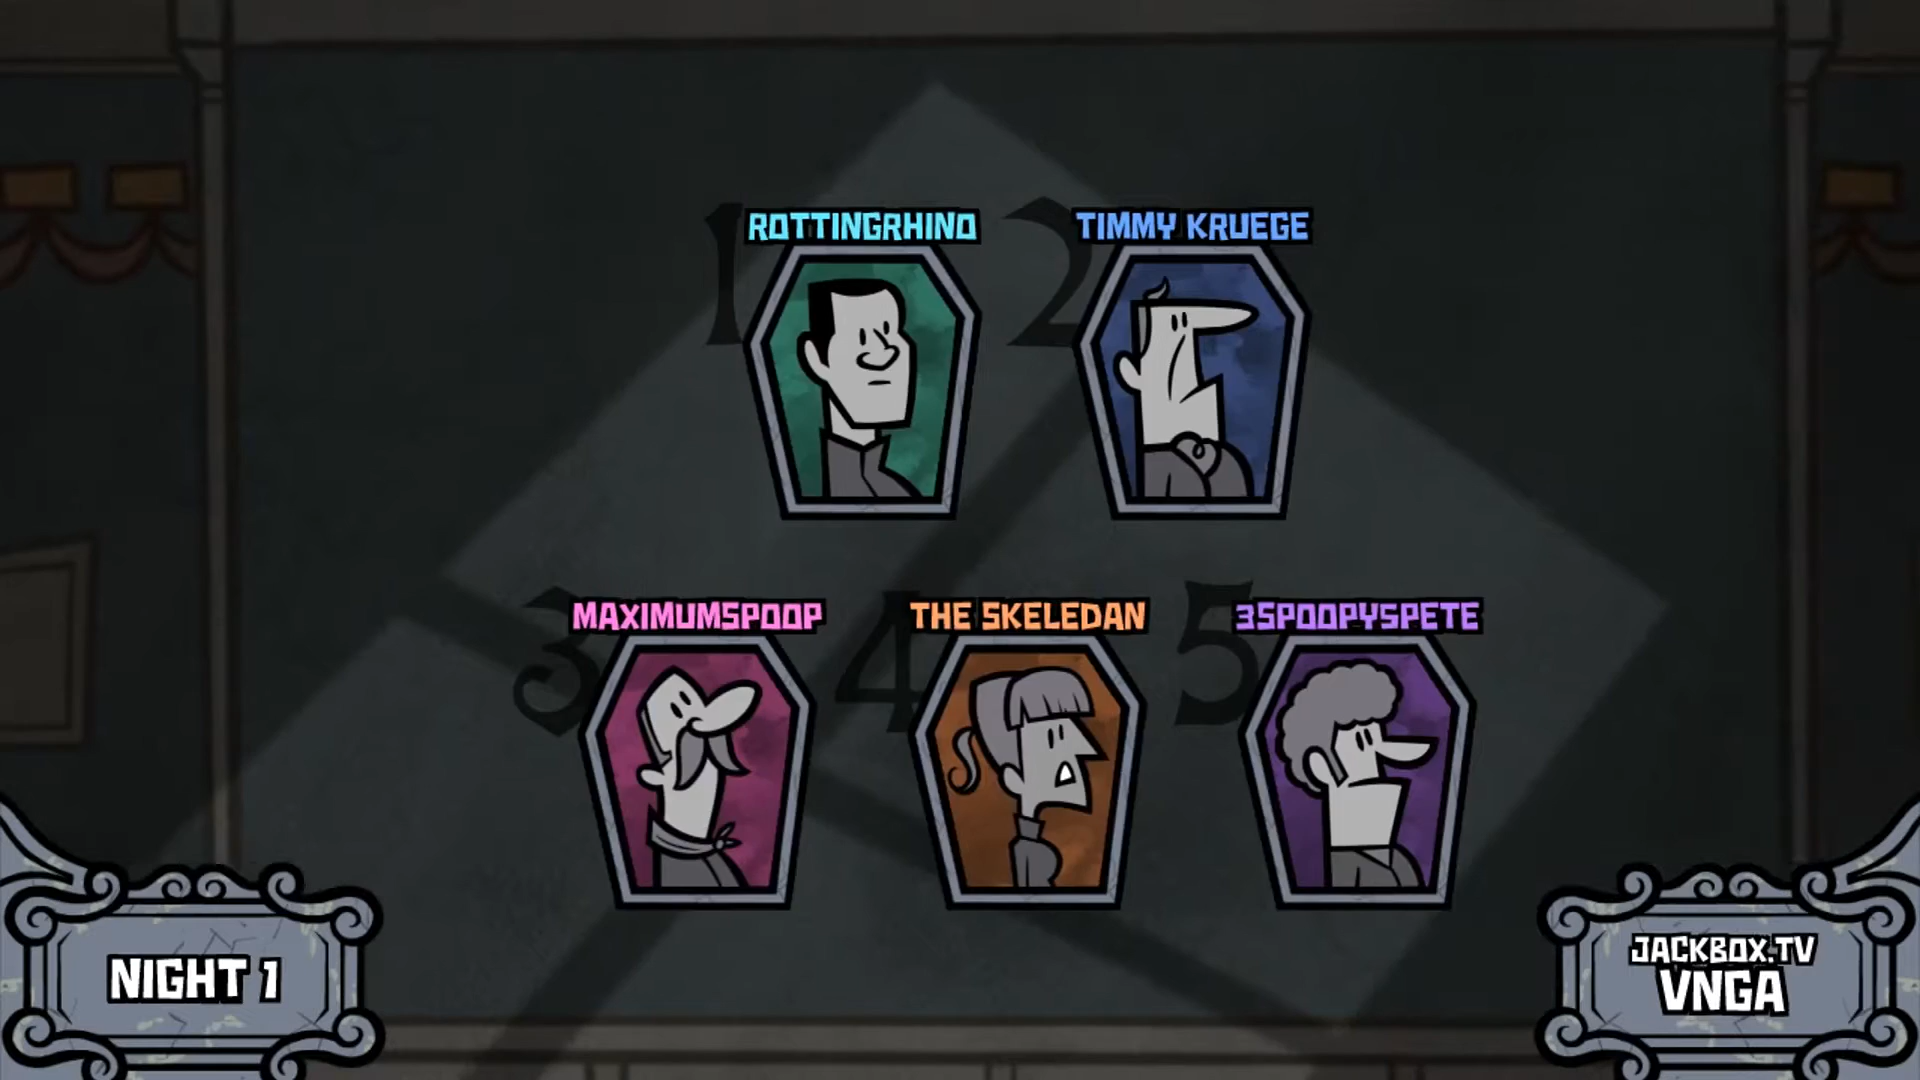 1 ROTTINGRHINO
2 TIMMY KRUEGE
3 MAXIMUMSPOOP
4 THE SKELEDAN
5 3SPOOPYSPETE
NIGHT 1
JACKBOX.TV
VNGA